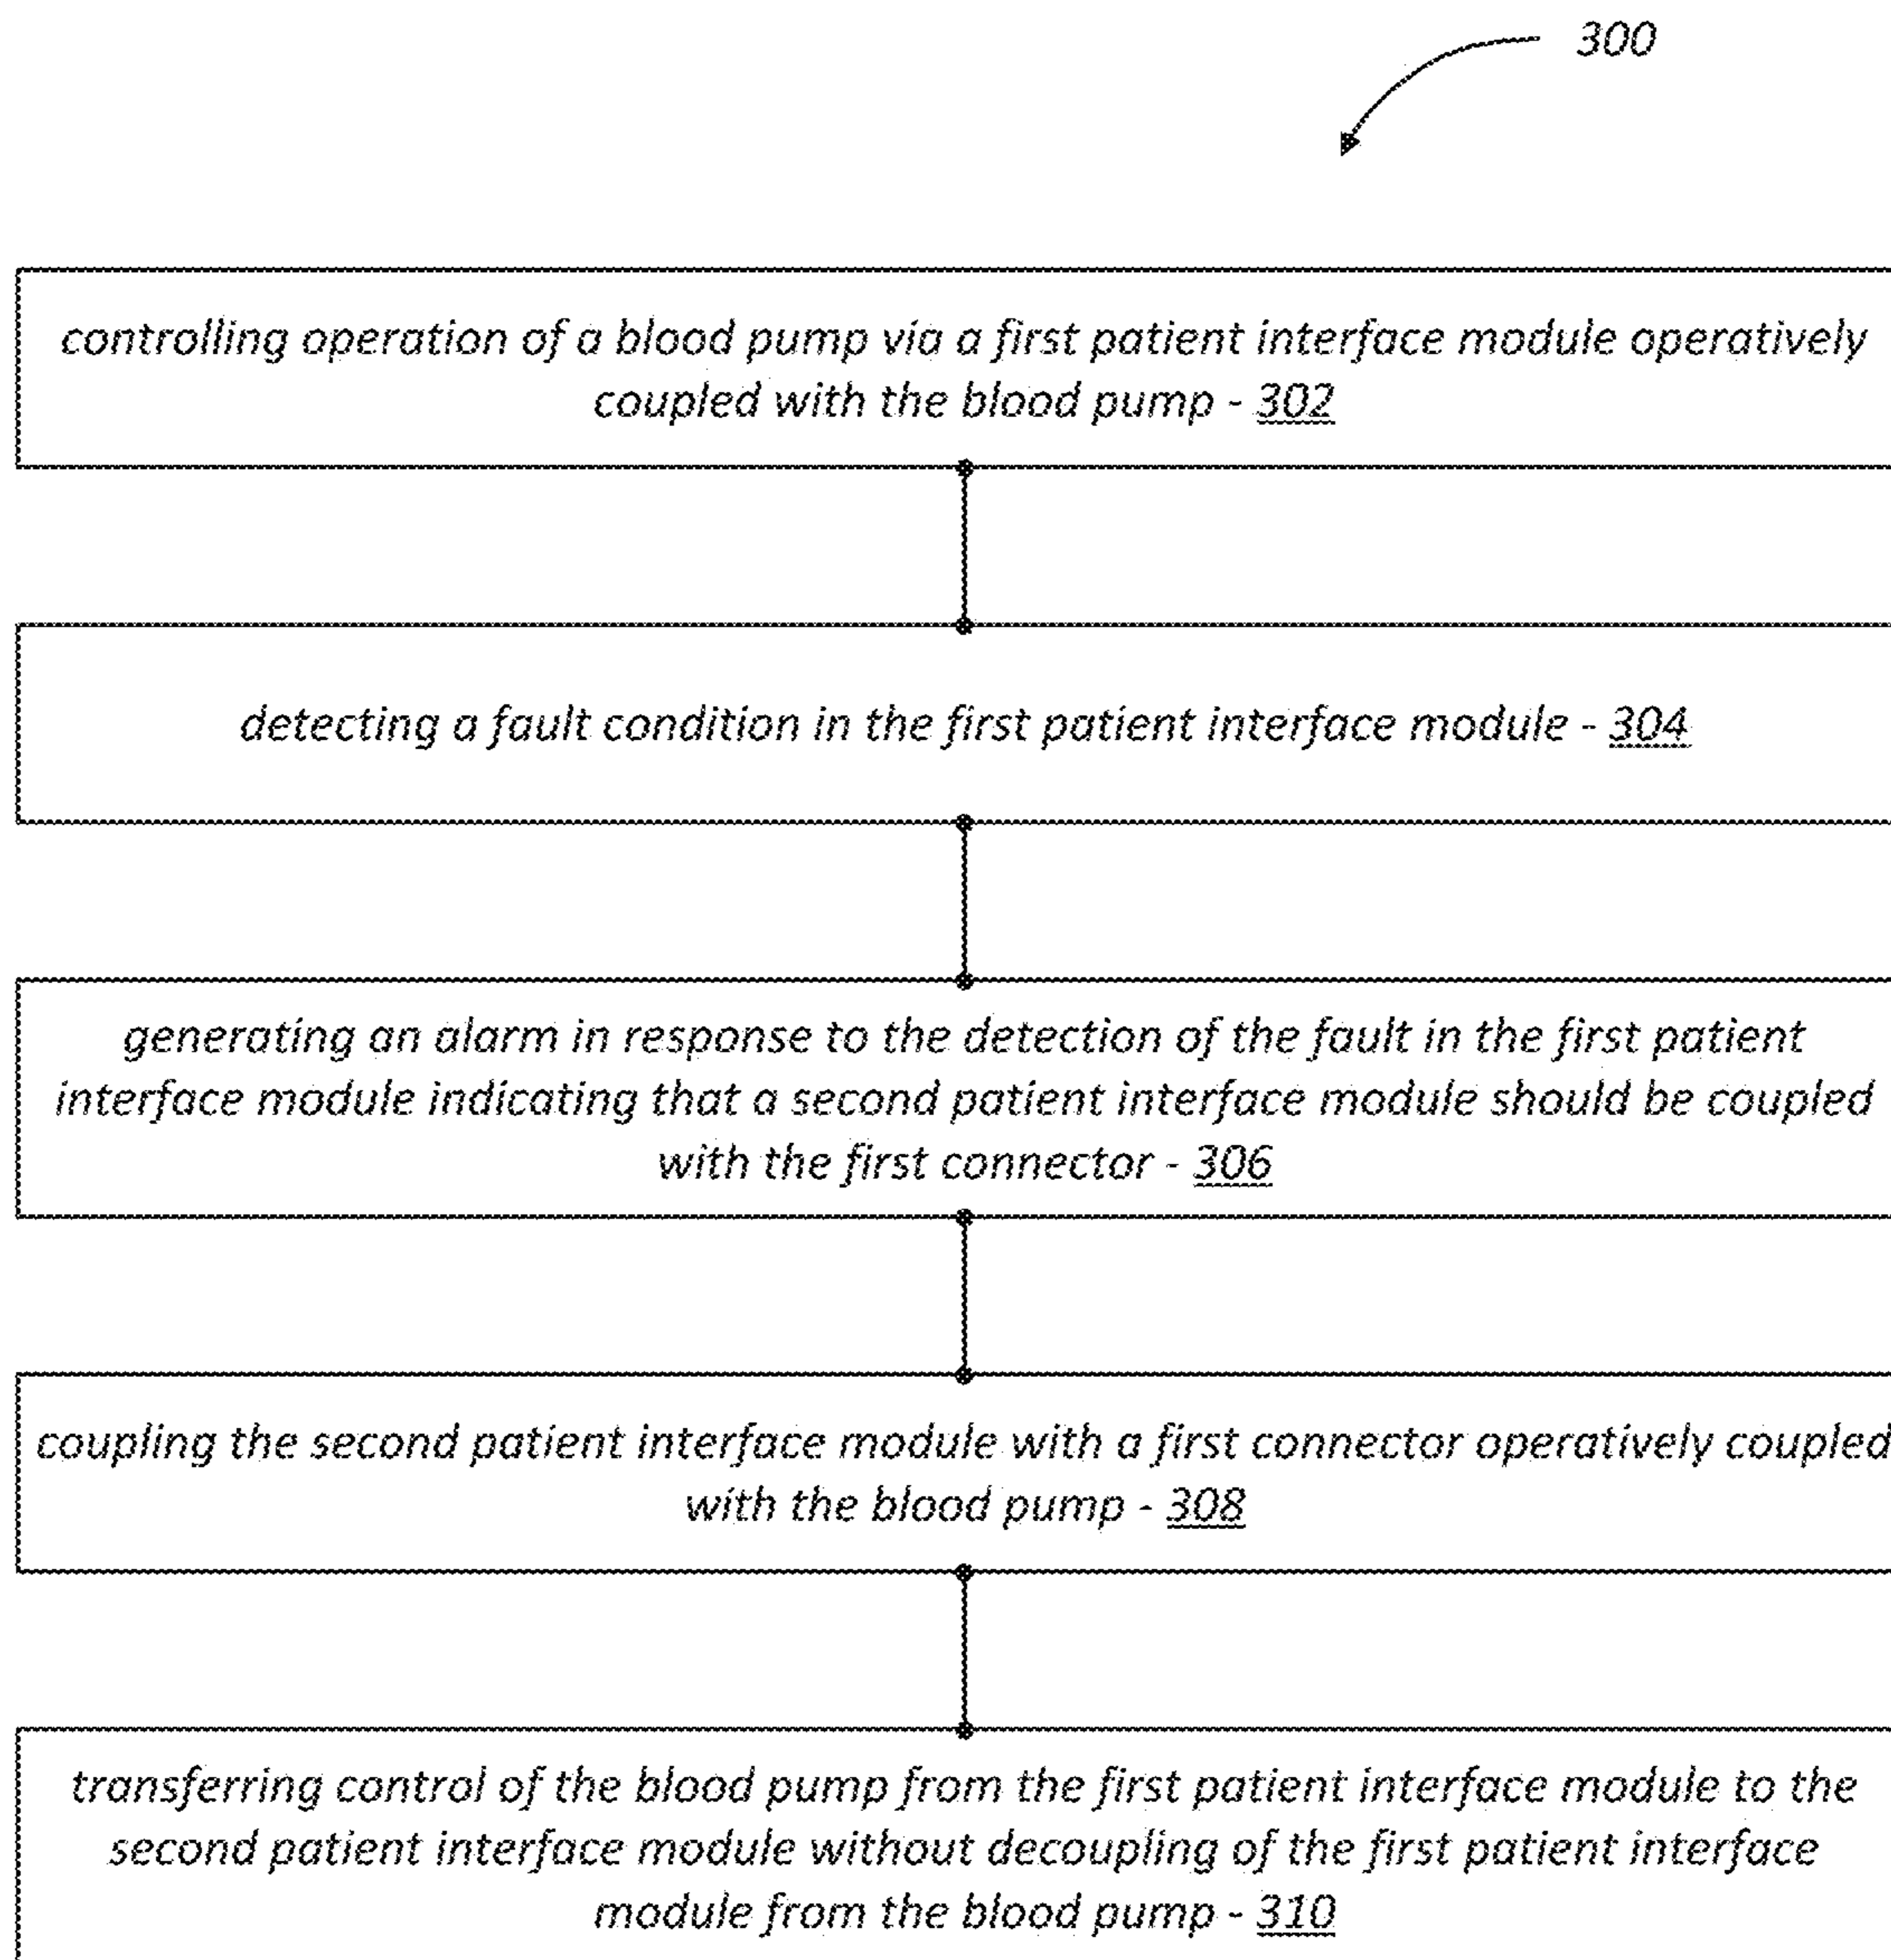 300
controlling operation of a blood pump via a first patient interface module operatively
coupled with the blood pump - 302
detecting a fault condition in the first patient interface module - 304
generating an alarm in response to the detection of the fault in the first patient
interface module indicating that a second patient interface module should be coupled
with the first connector - 306
coupling the second patient interface module with a first connector operatively coupled
with the blood pump - 308
transferring control of the blood pump from the first patient interface module to the
second patient interface module without decoupling of the first patient interface
module from the blood pump - 310